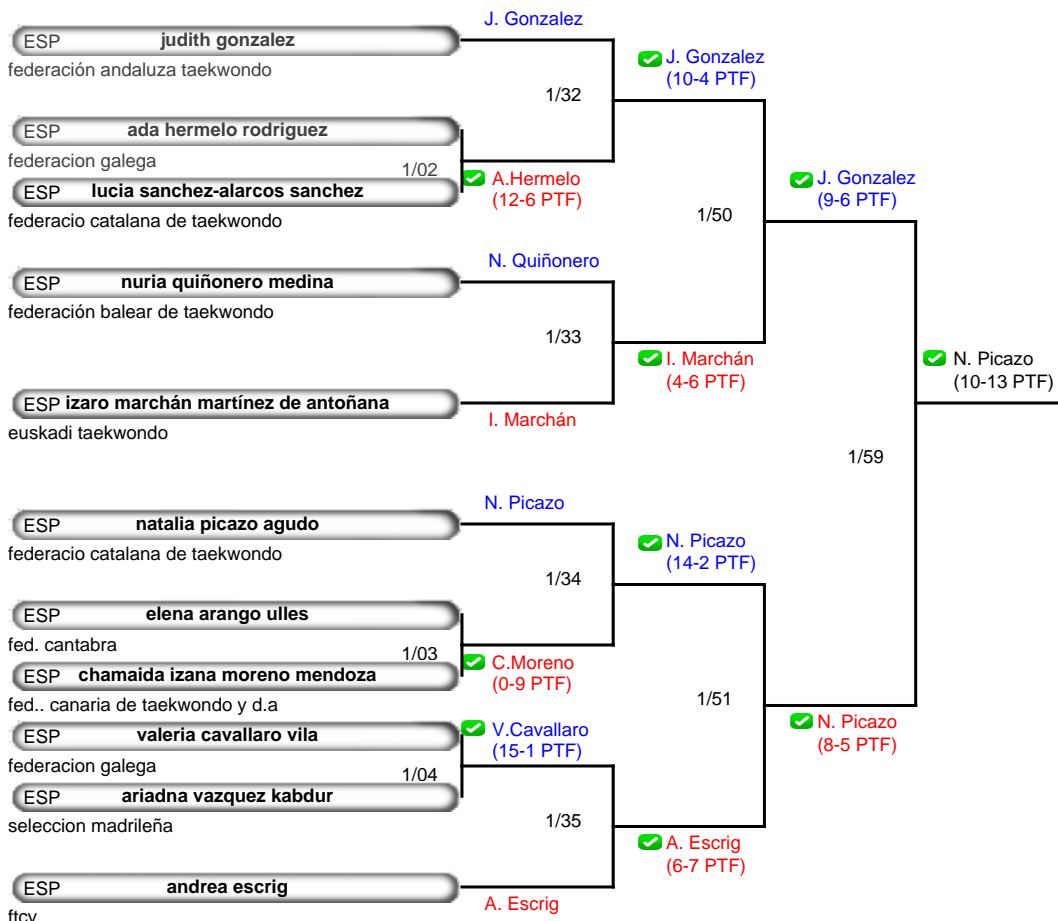 J. Gonzalez
ESP judith gonzalez
federación andaluza taekwondo
J. Gonzalez
(10-4 PTF)
1/32
ESP ada hermelo rodriguez
federacion galega
1/02
ESP lucia sanchez-alarcos sanchez
federacio catalana de taekwondo
A.Hermelo
(12-6 PTF)
J. Gonzalez
(9-6 PTF)
1/50
N. Quiñonero
ESP nuria quiñonero medina
federación balear de taekwondo
1/33
I. Marchán
(4-6 PTF)
N. Picazo
(10-13 PTF)
ESP izaro marchán martínez de antoñana
euskadi taekwondo
I. Marchán
1/59
N. Picazo
ESP natalia picazo agudo
federacio catalana de taekwondo
N. Picazo
(14-2 PTF)
1/34
ESP elena arango ulles
fed. cantabra
1/03
ESP chamaida izana moreno mendoza
fed.. canaria de taekwondo y d.a
C.Moreno
(0-9 PTF)
1/51
N. Picazo
(8-5 PTF)
ESP valeria cavallaro vila
federacion galega
V.Cavallaro
(15-1 PTF)
1/04
ESP ariadna vazquez kabdur
seleccion madrileña
1/35
A. Escrig
(6-7 PTF)
ESP andrea escrig
ftcv
A. Escrig